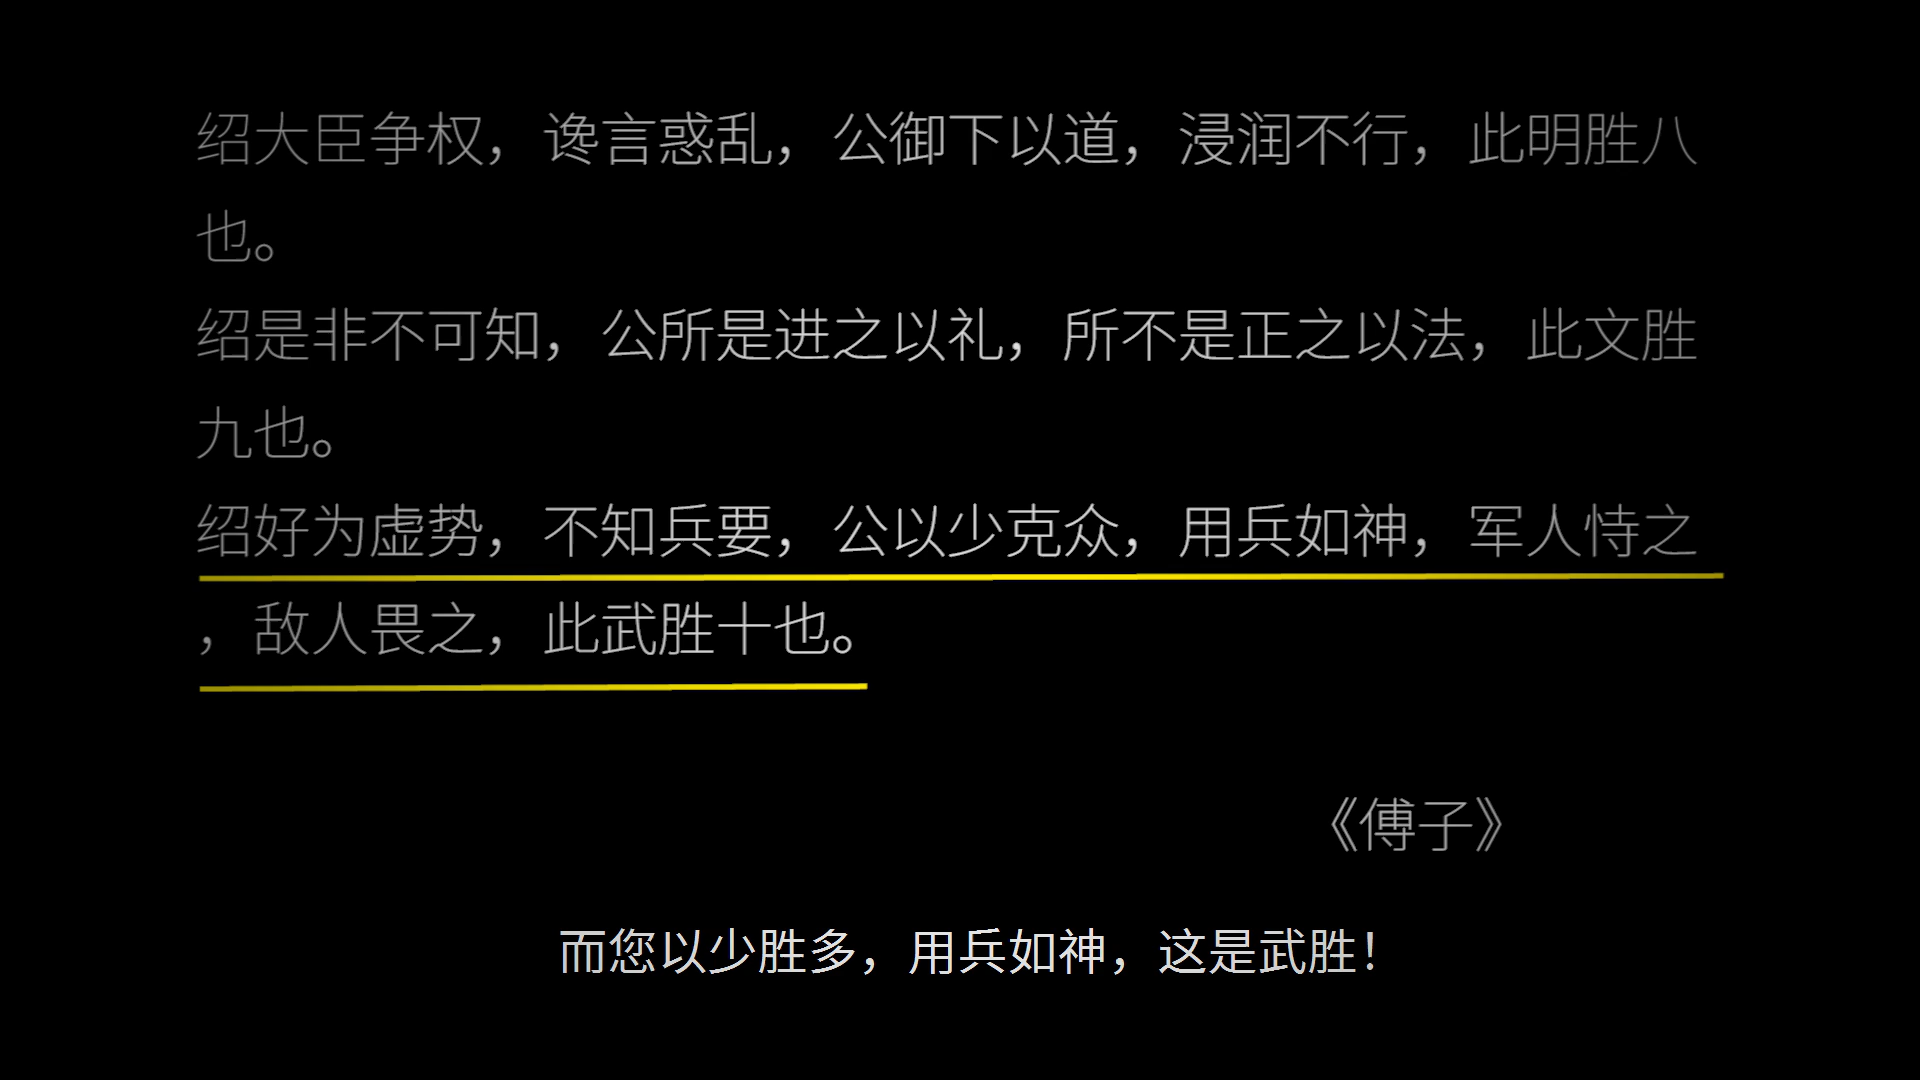 绍大臣争权，谗言惑乱，公御下以道，浸润不行，此明胜八
也。
绍是非不可知，公所是进之以礼，所不是正之以法，此文胜
九也。
绍好为虚势，不知兵要，公以少克众，用兵如神，军人恃之
，敌人畏之，此武胜十也。
《傅子》
而您以少胜多，用兵如神，这是武胜！